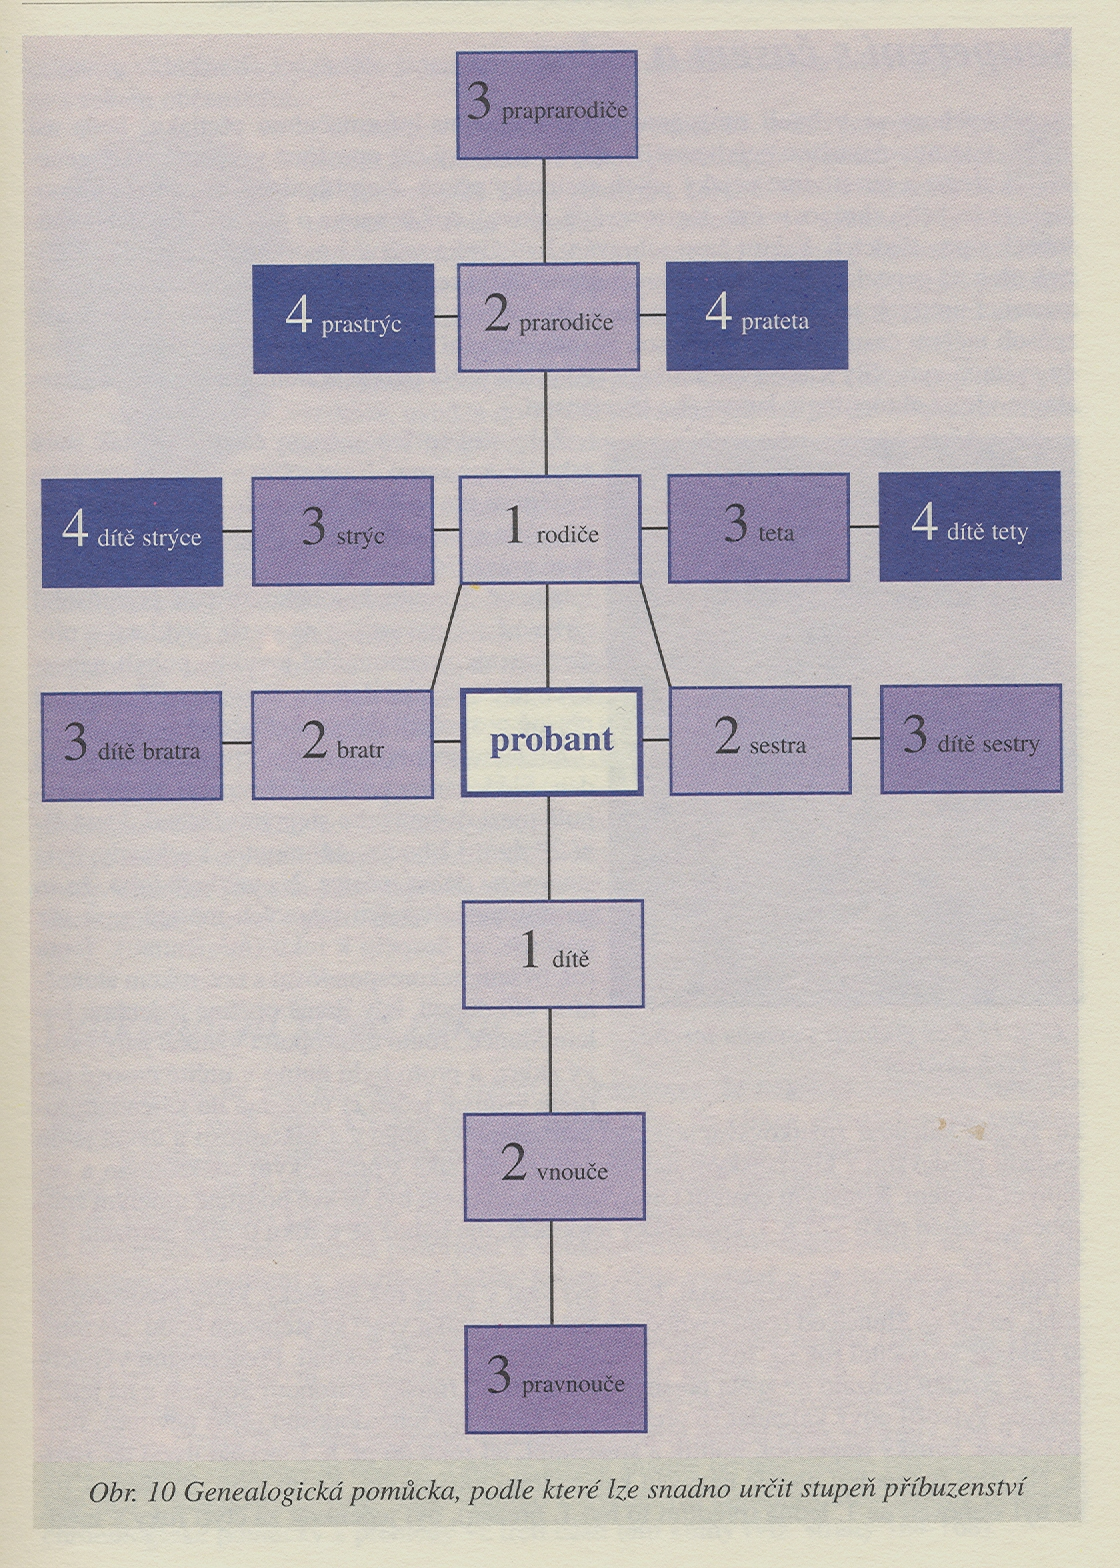 3 praprarodiče
4 prastrýc
2 prarodiče
4 prateta
4 dítě strýce
3 strýc
1 rodiče
3 teta
4 dítě tety
3 dítě bratra
2 bratr
probant
2 sestra
3 dítě sestry
1 dítě
2 vnouče
3 pravnouče
Obr. 10 Genealogická pomůcka, podle které lze snadno určit stupeň příbuzenství